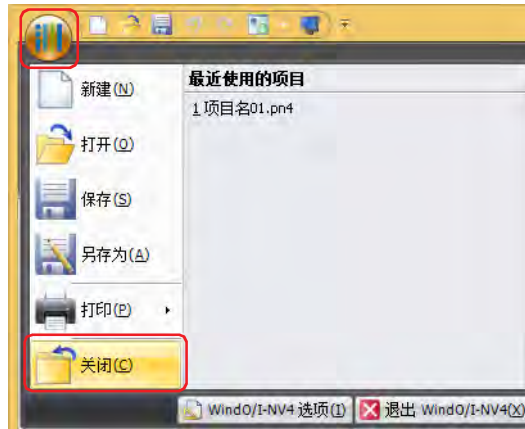 新建(N)
打开(O)
保存(S)
另存为(A)
打印(P)
关闭(C)
最近使用的项目
1 项目名01.pn4
WindO/I-NV4 选项(I)
退出 WindO/I-NV4(X)